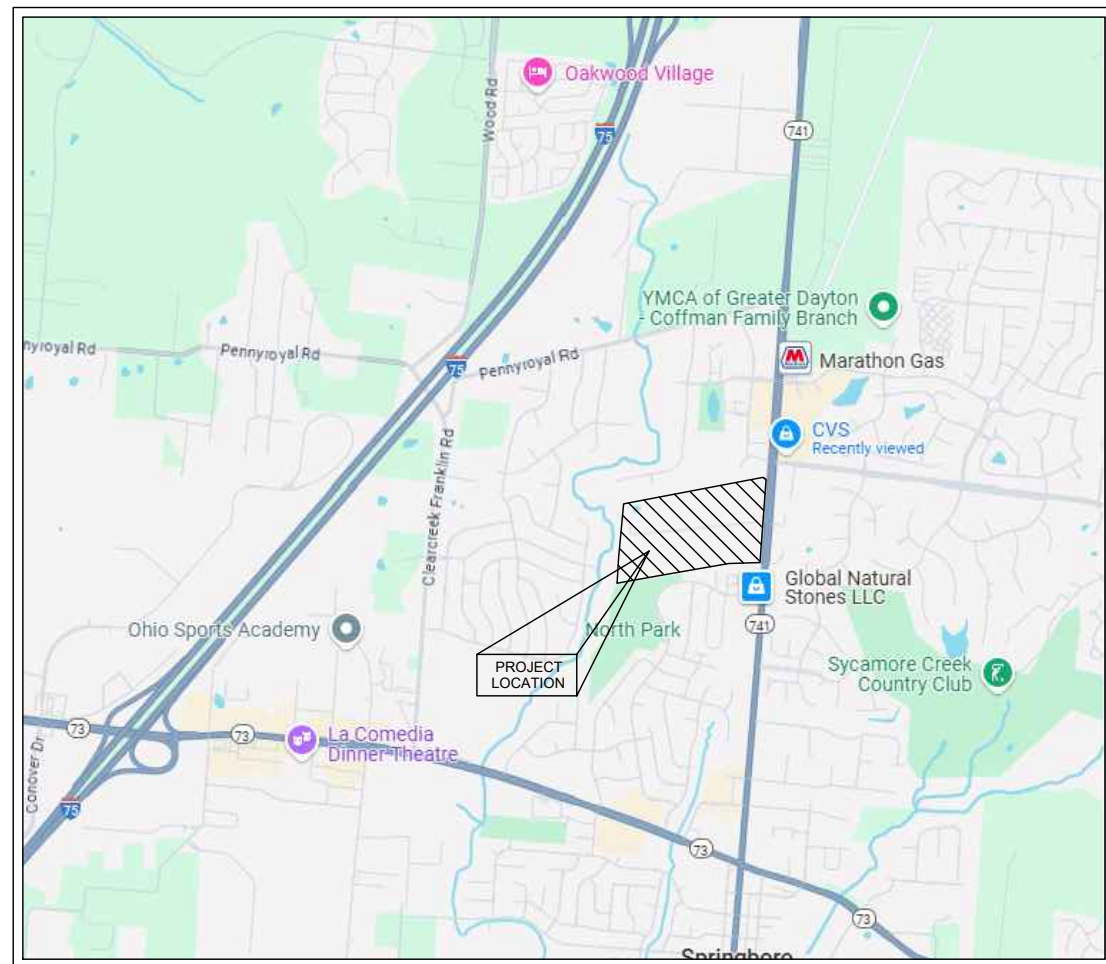 Oakwood Village
Wood Rd
75
741
YMCA of Greater Dayton
- Coffman Family Branch
Marathon Gas
nyroyal Rd
Pennyroyal Rd
75
Pennyroyal Rd
CVS
Recently viewed
Clearcreek Franklin Rd
Global Natural
Stones LLC
741
Ohio Sports Academy
North Park
PROJECT
LOCATION
Sycamore Creek
Country Club
73
73
La Comedia
Dinner Theatre
Conover Dr
75
73
73
Springboro